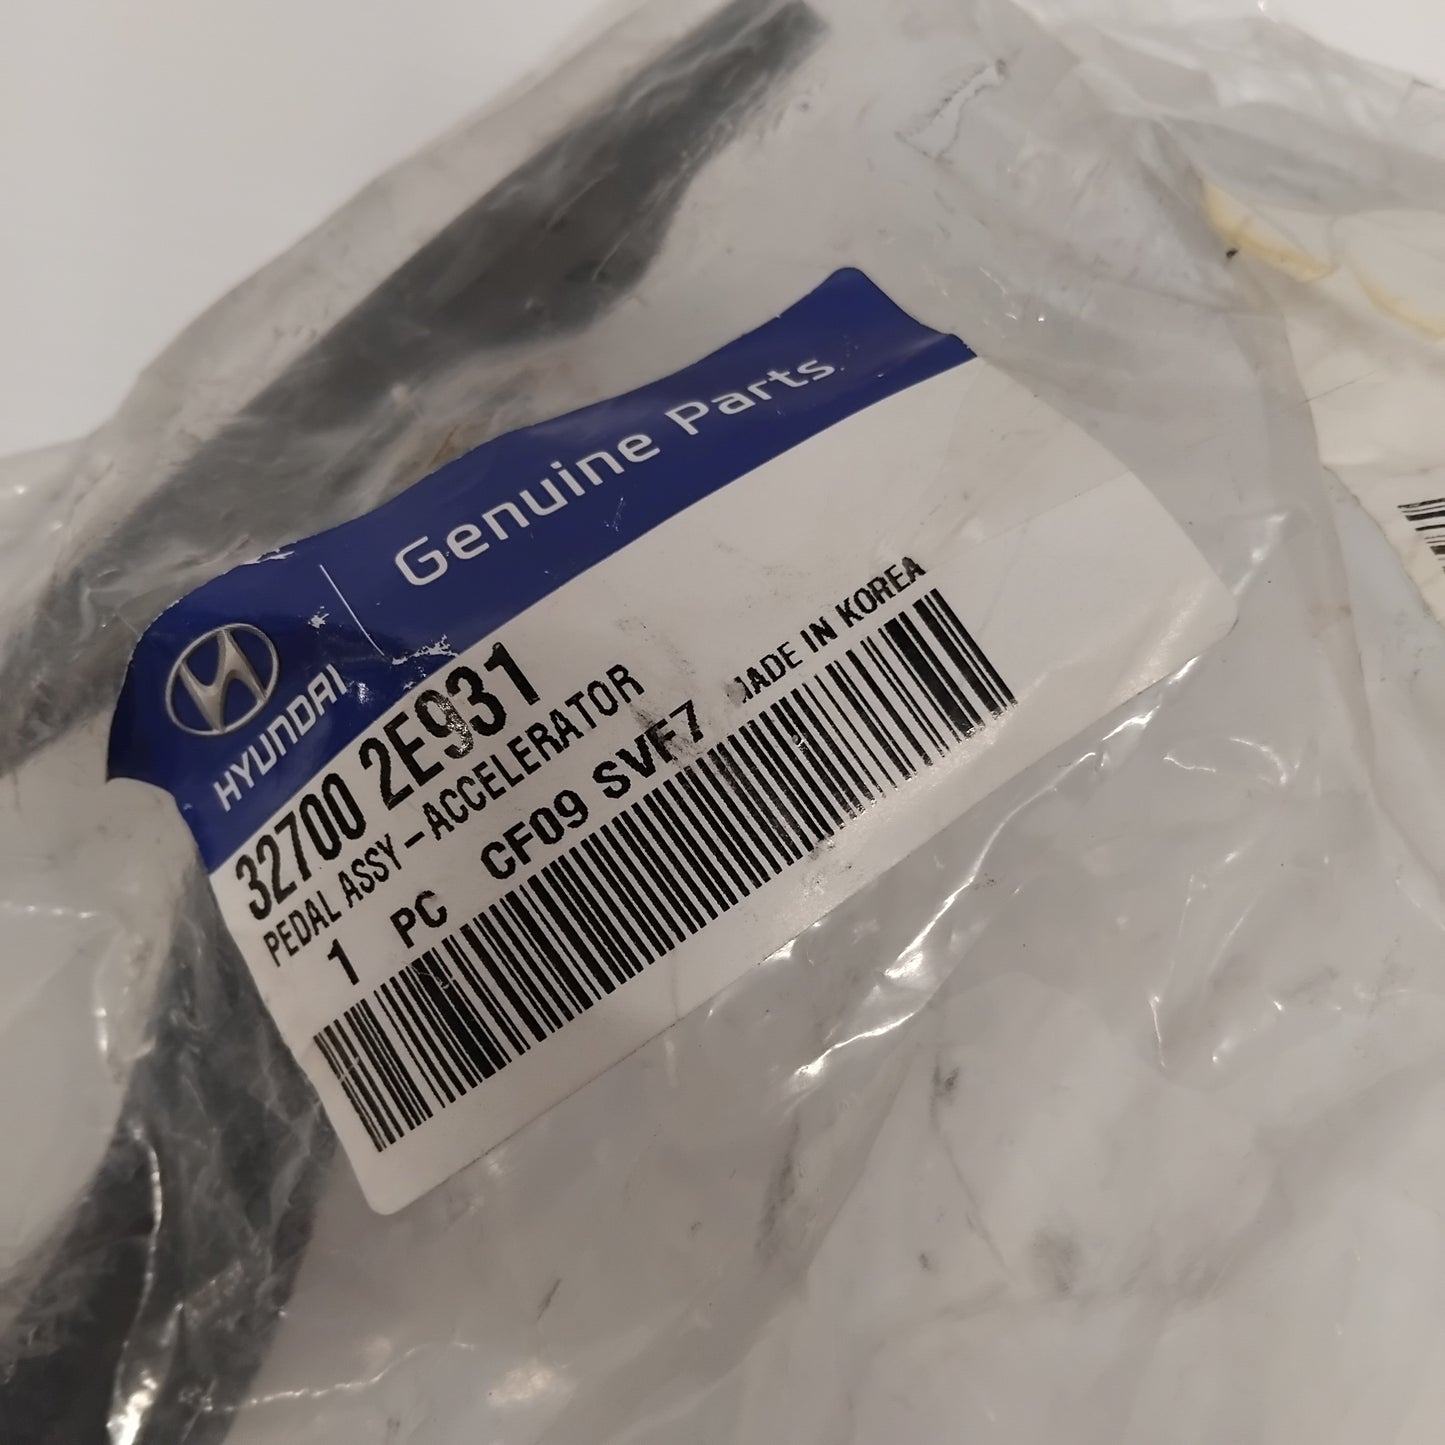 Genuine Parts
HYUNDAI
32700 2E931
PEDAL ASSY-ACCELERATOR
1 PC CF09 SVF7 MADE IN KOREA